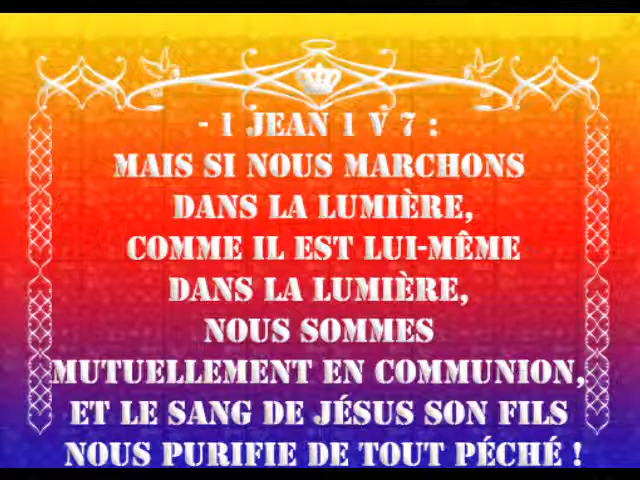 - 1 JEAN 1 V 7 :
MAIS SI NOUS MARCHONS
DANS LA LUMIÈRE,
COMME IL EST LUI-MÊME
DANS LA LUMIÈRE,
NOUS SOMMES
MUTUELLEMENT EN COMMUNION,
ET LE SANG DE JÉSUS SON FILS
NOUS PURIFIE DE TOUT PÉCHÉ !